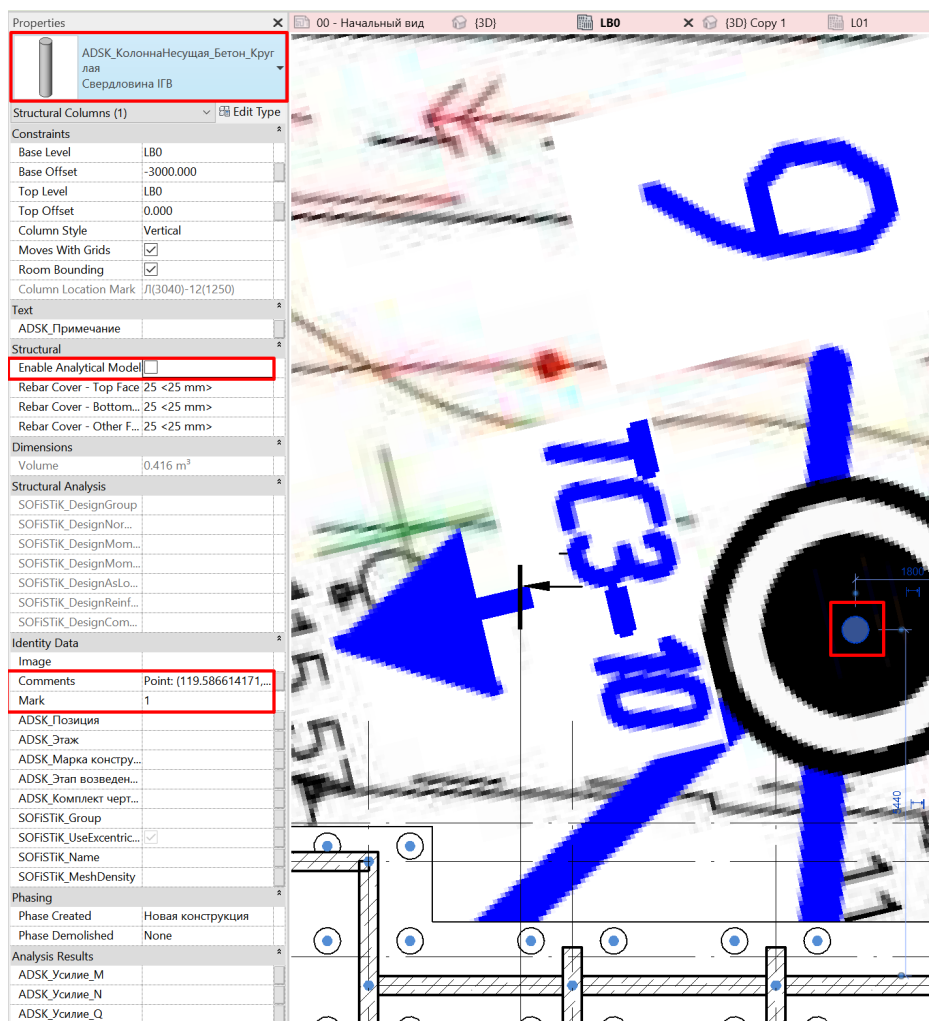 Properties
00 - Начальный вид
{3D}
LB0
{3D} Copy 1
L01
ADSK_КолоннаНесущая_Бетон_Круг
лая
Свердловина ІГВ
Structural Columns (1)
Edit Type
Constraints
Base Level LB0
Base Offset -3000.000
Top Level LB0
Top Offset 0.000
Column Style Vertical
Moves With Grids
Room Bounding
Column Location Mark Л(3040)-12(1250)
Text
ADSK_Примечание
Structural
Enable Analytical Model
Rebar Cover - Top Face 25 <25 mm>
Rebar Cover - Bottom... 25 <25 mm>
Rebar Cover - Other F... 25 <25 mm>
Dimensions
Volume 0.416 m³
Structural Analysis
SOFiSTiK_DesignGroup
SOFiSTiK_DesignNor...
SOFiSTiK_DesignMom...
SOFiSTiK_DesignMom...
SOFiSTiK_DesignAsLo...
SOFiSTiK_DesignReinf...
SOFiSTiK_DesignCom...
Identity Data
Image
Comments Point: (119.586614171,...
Mark 1
ADSK_Позиция
ADSK_Этаж
ADSK_Марка констру...
ADSK_Этап возведен...
ADSK_Комплект черт...
SOFiSTiK_Group
SOFiSTiK_UseExcentric...
SOFiSTiK_Name
SOFiSTiK_MeshDensity
Phasing
Phase Created Новая конструкция
Phase Demolished None
Analysis Results
ADSK_Усилие_M
ADSK_Усилие_N
ADSK_Усилие_Q
ТСЗ-10
1800